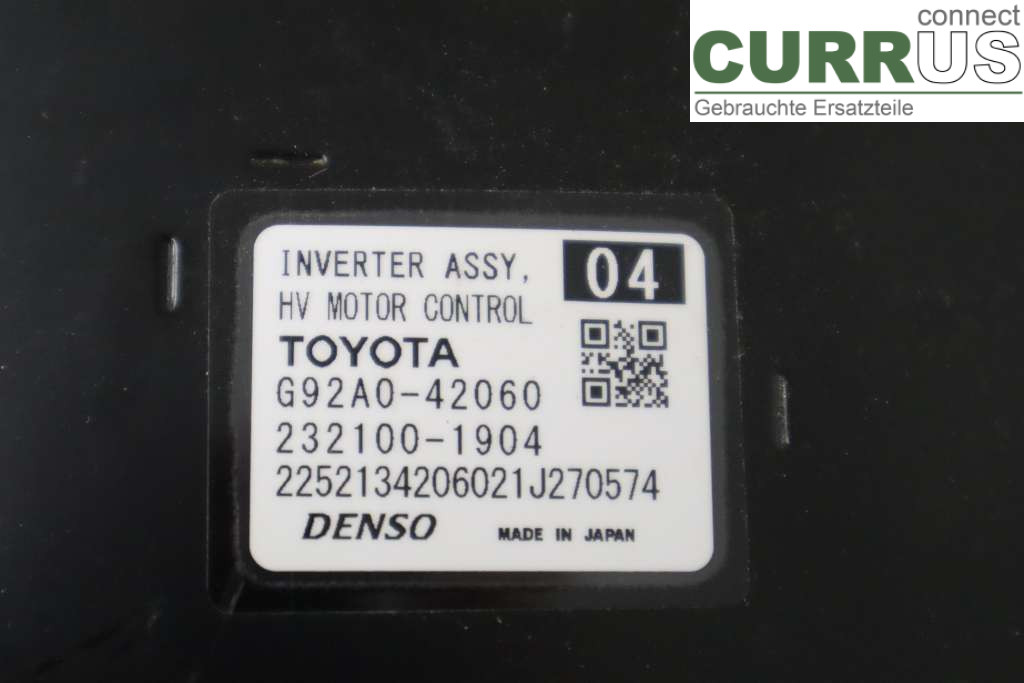 connect
CURRUS
Gebrauchte Ersatzteile
INVERTER ASSY, 04
HV MOTOR CONTROL
TOYOTA
G92A0-42060
232100-1904
2252134206021J270574
DENSO MADE IN JAPAN